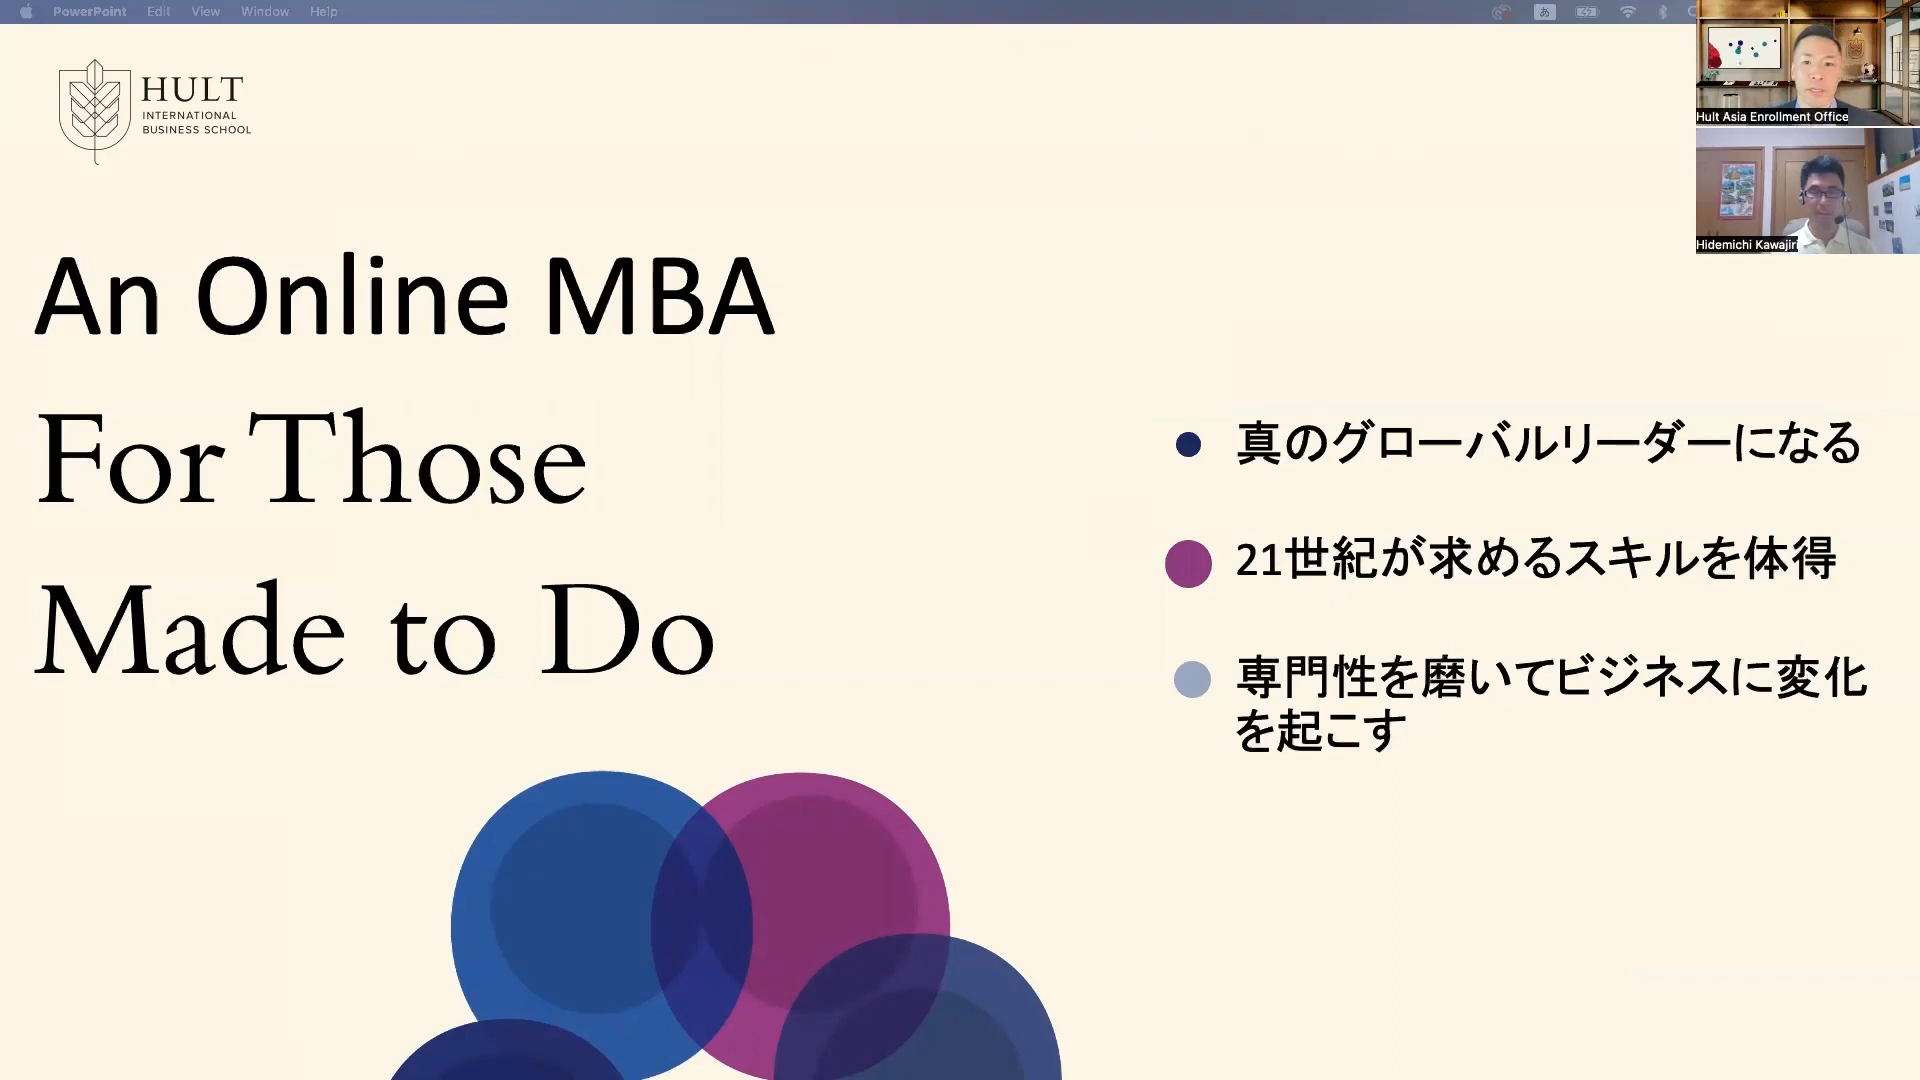 PowerPoint Edit View Window Help
あ
HULT
INTERNATIONAL
BUSINESS SCHOOL
An Online MBA
For Those
Made to Do
真のグローバルリーダーになる
21世紀が求めるスキルを体得
専門性を磨いてビジネスに変化
を起こす
Hult Asia Enrollment Office
Hidemichi Kawajiri